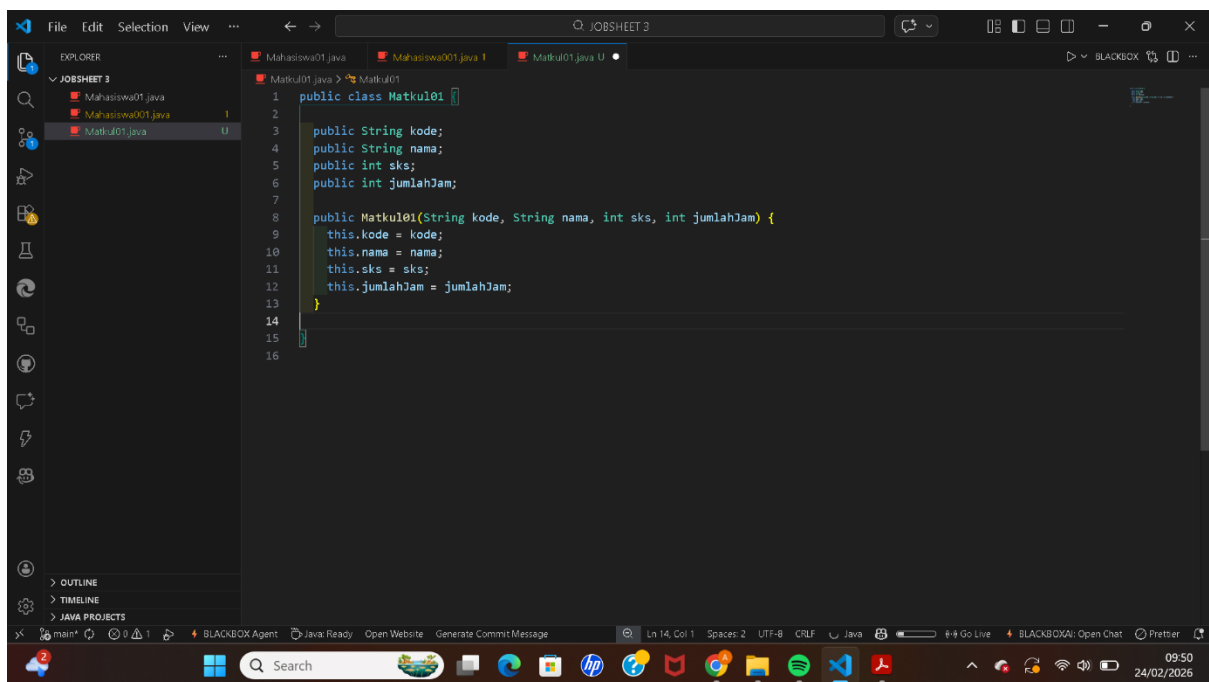 File Edit Selection View ··· ← → JOBSHEET 3
EXPLORER ··· Mahasiswa01.java Mahasiswa001.java 1 Matkul01.java U ● BLACKBOX ···
JOBSHEET 3
Matkul01.java > Matkul01
Mahasiswa01.java
Mahasiswa001.java 1
Matkul01.java U
1 public class Matkul01 {
2
3 public String kode;
4 public String nama;
5 public int sks;
6 public int jumlahJam;
7
8 public Matkul01(String kode, String nama, int sks, int jumlahJam) {
9 this.kode = kode;
10 this.nama = nama;
11 this.sks = sks;
12 this.jumlahJam = jumlahJam;
13 }
14
15 }
16
> OUTLINE
> TIMELINE
> JAVA PROJECTS
main* 0 1 BLACKBOX Agent Java: Ready Open Website Generate Commit Message Ln 14, Col 1 Spaces: 2 UTF-8 CRLF Java Go Live BLACKBOXAI: Open Chat Prettier
2 Search hp 09:50
24/02/2026